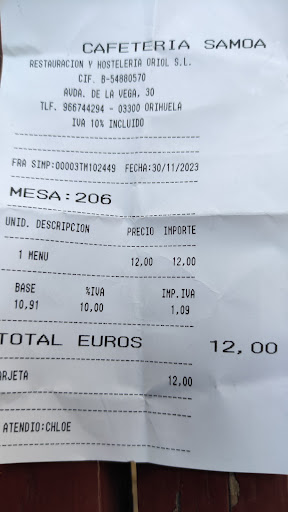 CAFETERIA SAMOA
RESTAURACION Y HOSTELERIA ORIOL S.L.
CIF. B-54880570
AVDA. DE LA VEGA, 30
TLF. 966744294 - 03300 ORIHUELA
IVA 10% INCLUIDO
FRA SIMP:00003TM102449 FECHA:30/11/2023
MESA:206
UNID. DESCRIPCION PRECIO IMPORTE
1 MENU 12,00 12,00
BASE %IVA IMP.IVA
10,91 10,00 1,09
TOTAL EUROS 12,00
ARJETA 12,00
ATENDIO:CHLOE